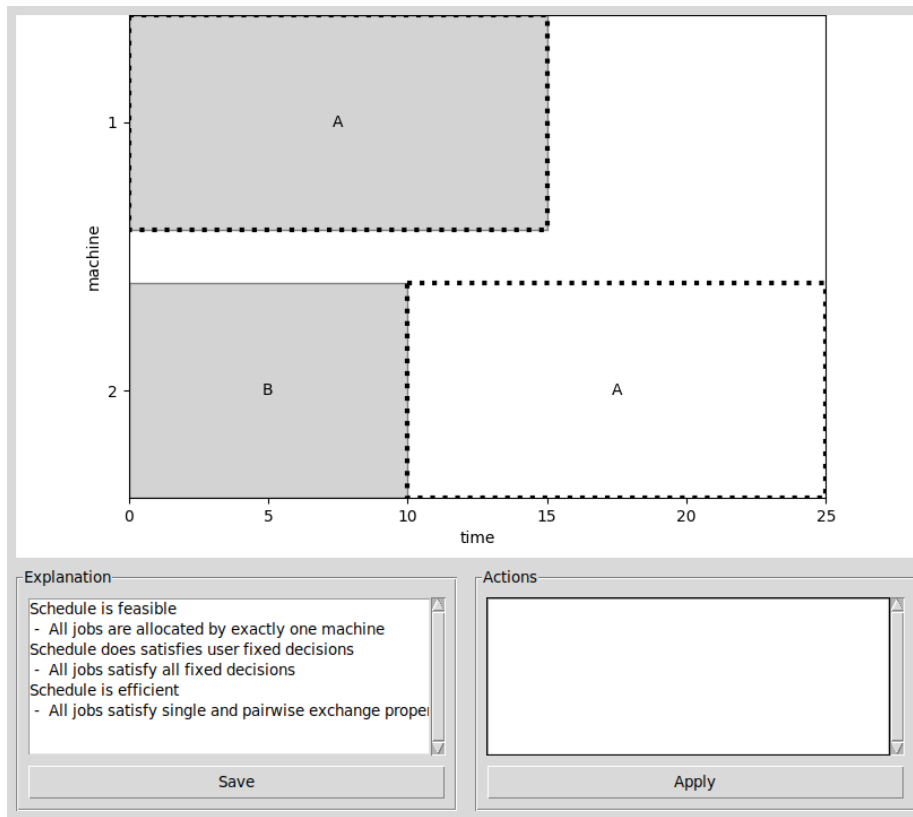 A
1
machine
B
A
2
0 5 10 15 20 25
time
Explanation
Schedule is feasible
- All jobs are allocated by exactly one machine
Schedule does satisfies user fixed decisions
- All jobs satisfy all fixed decisions
Schedule is efficient
- All jobs satisfy single and pairwise exchange
Save
Actions
Apply